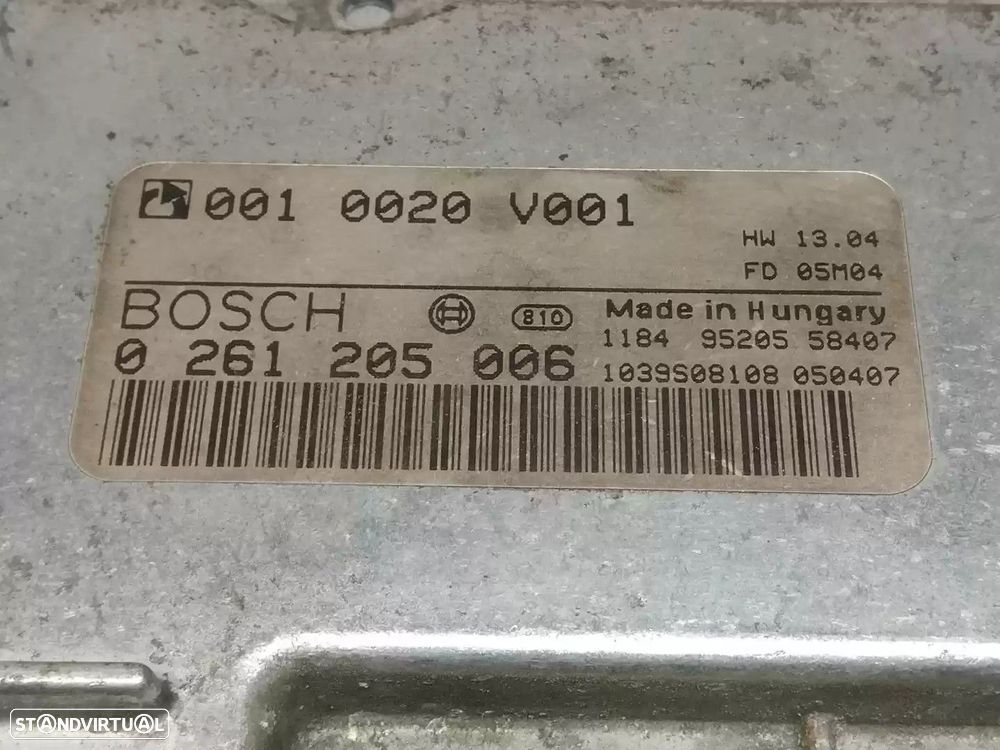 001 0020 V001
HW 13.04
FD 05M04
BOSCH 810 Made in Hungary
1184 95205 58407
0 261 205 006 1039S08108 050407
STANDVIRTUAL